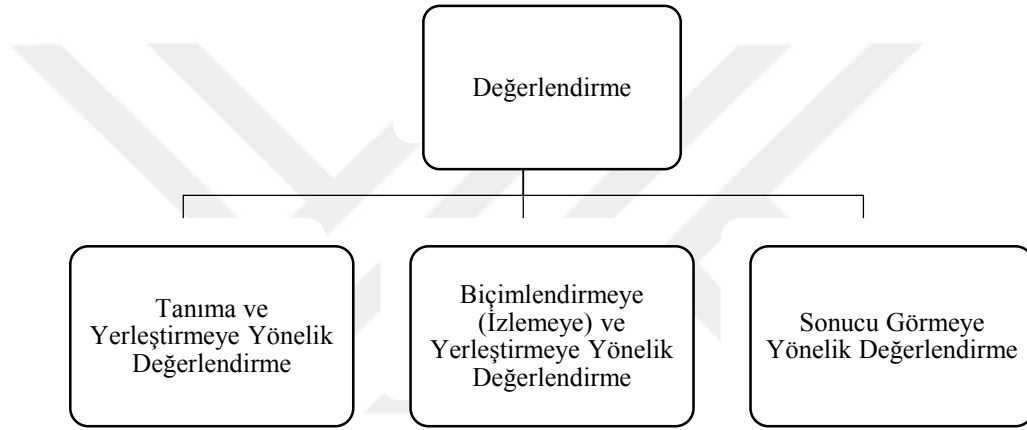 Değerlendirme
Tanıma ve
Yerleştirmeye Yönelik
Değerlendirme
Biçimlendirmeye
(İzlemeye) ve
Yerleştirmeye Yönelik
Değerlendirme
Sonucu Görmeye
Yönelik Değerlendirme